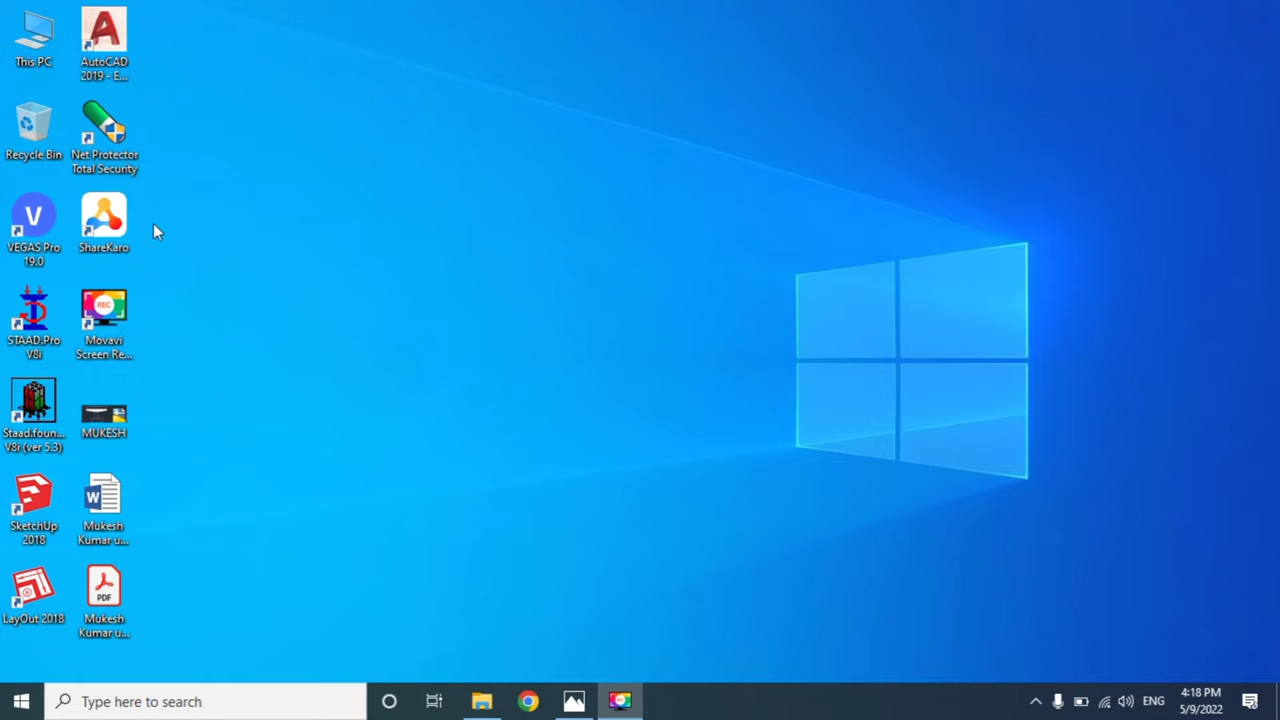 This PC
AutoCAD
2019 - E...
Recycle Bin
Net Protector
Total Security
V
VEGAS Pro
19.0
ShareKaro
STAAD.Pro
V8i
REC
Movavi
Screen Re...
Staad.foun...
V8i (ver 5.3)
MUKESH
SketchUp
2018
W
Mukesh
Kumar u...
LayOut 2018
PDF
Mukesh
Kumar u...
Type here to search
ENG
4:18 PM
5/9/2022